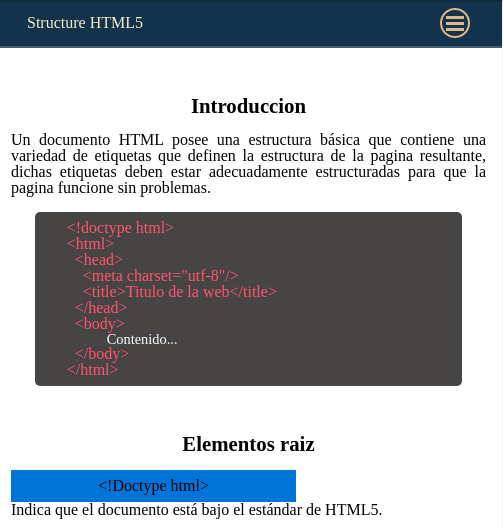 Structure HTML5
Introduccion
Un documento HTML posee una estructura básica que contiene una
variedad de etiquetas que definen la estructura de la pagina resultante,
dichas etiquetas deben estar adecuadamente estructuradas para que la
pagina funcione sin problemas.
<!doctype html>
<html>
<head>
<meta charset="utf-8"/>
<title>Titulo de la web</title>
</head>
<body>
Contenido...
</body>
</html>
Elementos raiz
<!Doctype html>
Indica que el documento está bajo el estándar de HTML5.